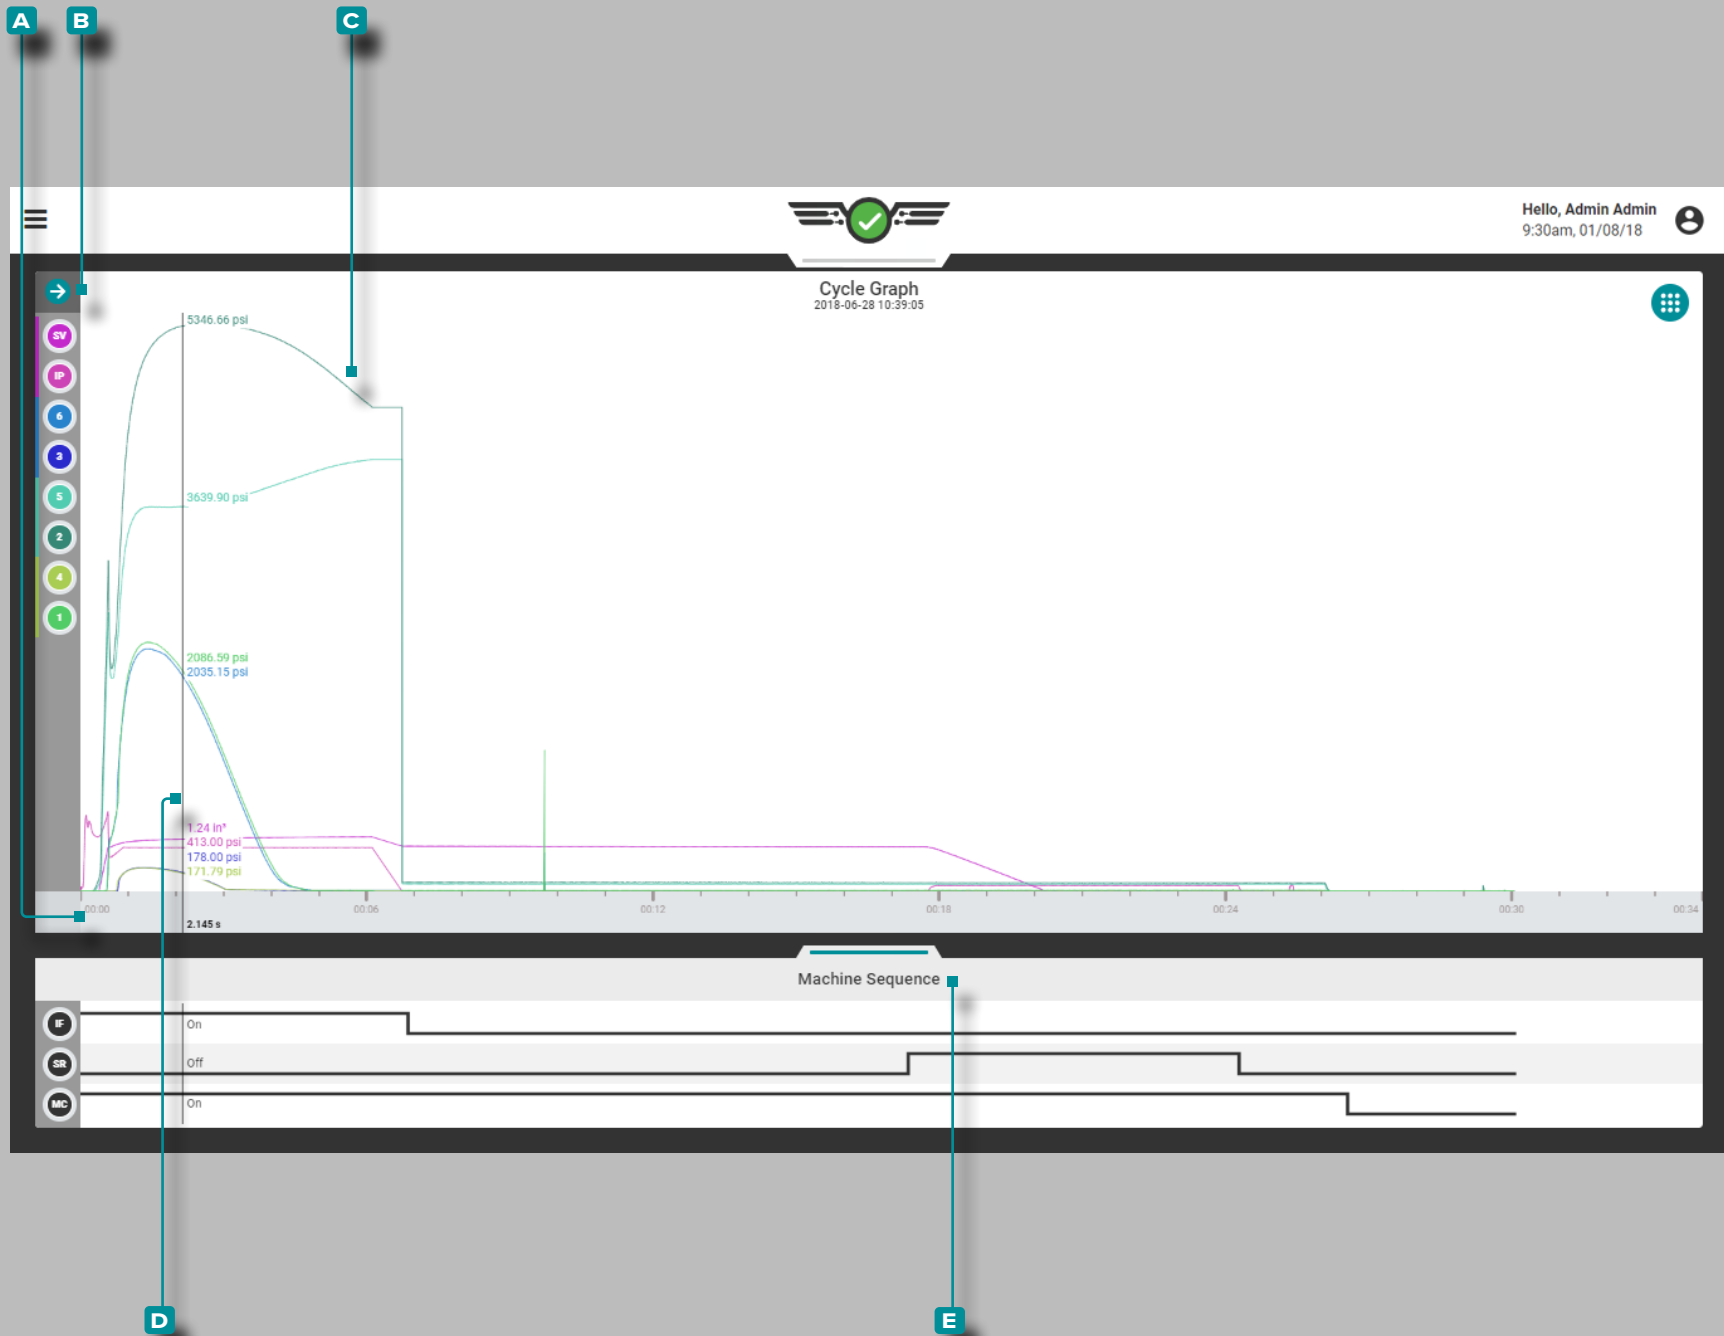 A B C
Hello, Admin Admin
9:30am, 01/08/18
Cycle Graph
2018-06-28 10:39:05
SV
IP
6
3
5
2
4
1
5346.66 psi
3639.90 psi
2086.59 psi
2035.15 psi
1.24 in³
413.00 psi
178.00 psi
171.79 psi
00:00 00:06 00:12 00:18 00:24 00:30 00:34
2.145 s
Machine Sequence
IF On
SR Off
MC On
D E